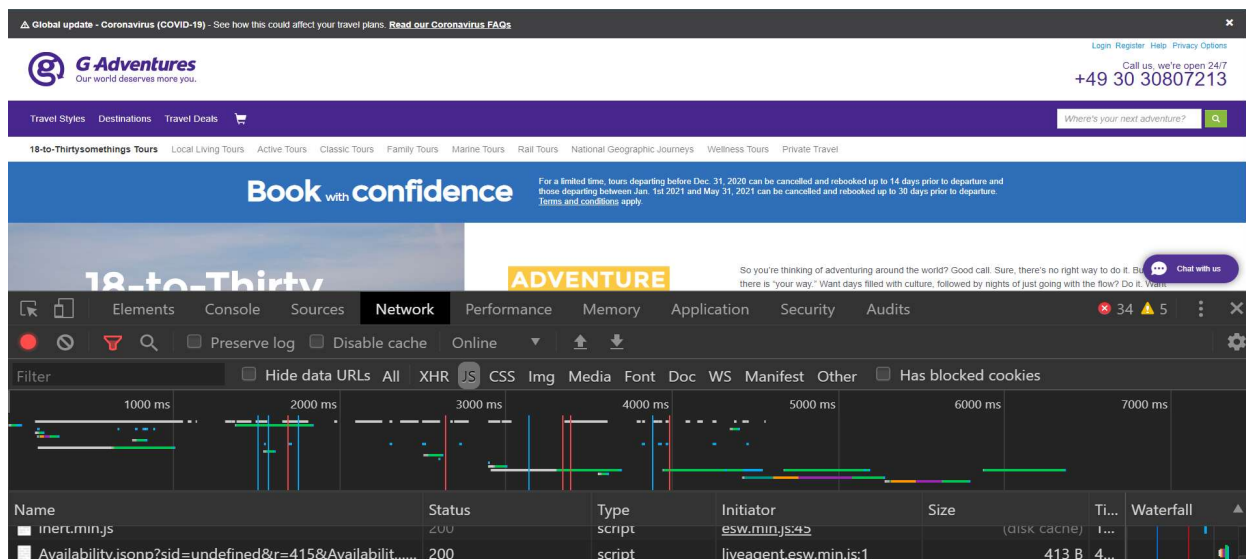 ⚠ Global update - Coronavirus (COVID-19) - See how this could affect your travel plans. Read our Coronavirus FAQs ×
Login Register Help Privacy Options
G Adventures
Our world deserves more you.
Call us, we're open 24/7
+49 30 30807213
Travel Styles Destinations Travel Deals Where's your next adventure?
18-to-Thirtysomethings Tours Local Living Tours Active Tours Classic Tours Family Tours Marine Tours Rail Tours National Geographic Journeys Wellness Tours Private Travel
Book with confidence
For a limited time, tours departing before Dec. 31, 2020 can be cancelled and rebooked up to 14 days prior to departure and
those departing between Jan. 1st 2021 and May 31, 2021 can be cancelled and rebooked up to 30 days prior to departure.
Terms and conditions apply
18-to-Thirty
ADVENTURE
So you're thinking of adventuring around the world? Good call. Sure, there's no right way to do it. Bu
there is "your way." Want days filled with culture, followed by nights of just going with the flow? Do it. Want
Chat with us
Elements Console Sources Network Performance Memory Application Security Audits 34 5
Preserve log Disable cache Online
Filter Hide data URLs All XHR JS CSS Img Media Font Doc WS Manifest Other Has blocked cookies
1000 ms 2000 ms 3000 ms 4000 ms 5000 ms 6000 ms 7000 ms
Name Status Type Initiator Size Ti... Waterfall
inert.min.js 200 script esw.min.js:45 (disk cache) 1...
Availability.jsonp?sid=undefined&r=415&Availabilit...... 200 script liveagent.esw.min.js:1 413 B 4...